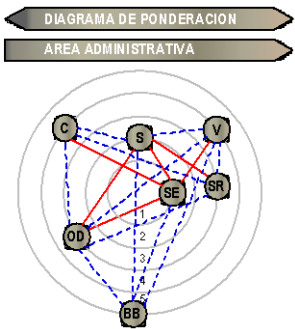 DIAGRAMA DE PONDERACION
AREA ADMINISTRATIVA
C
S
V
SE
SR
1
OD
2
3
4
5
BB